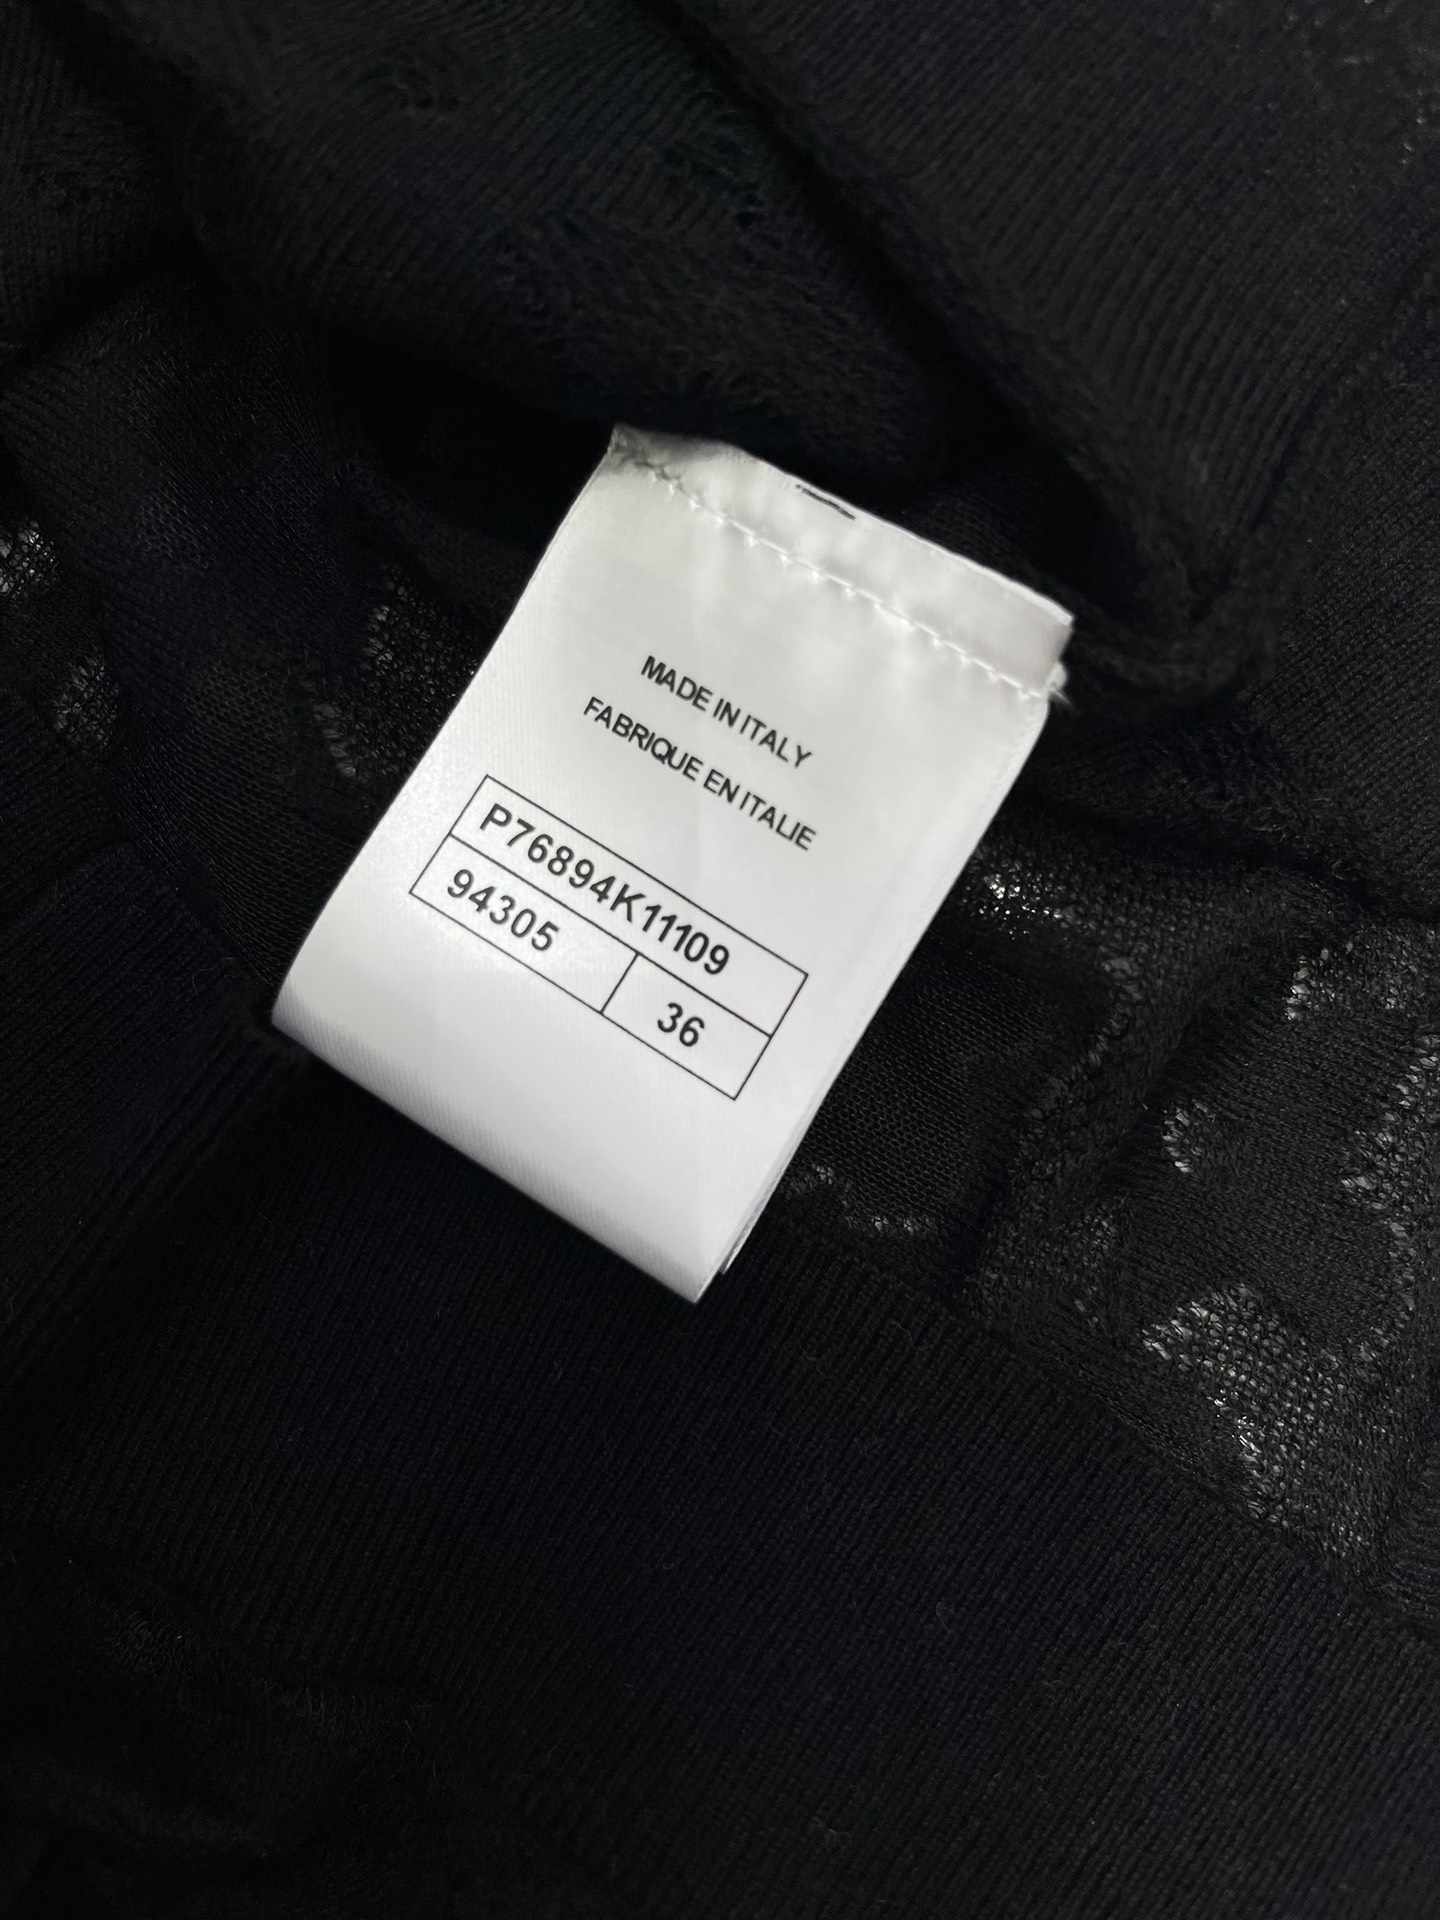 MADE IN ITALY
FABRIQUE EN ITALIE
P76894K11109
94305 36